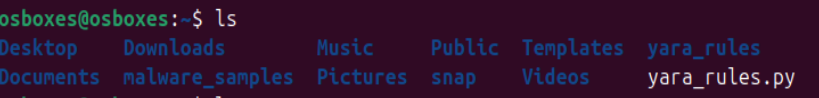 osboxes@osboxes:~$ ls
Desktop Downloads Music Public Templates yara_rules
Documents malware_samples Pictures snap Videos yara_rules.py